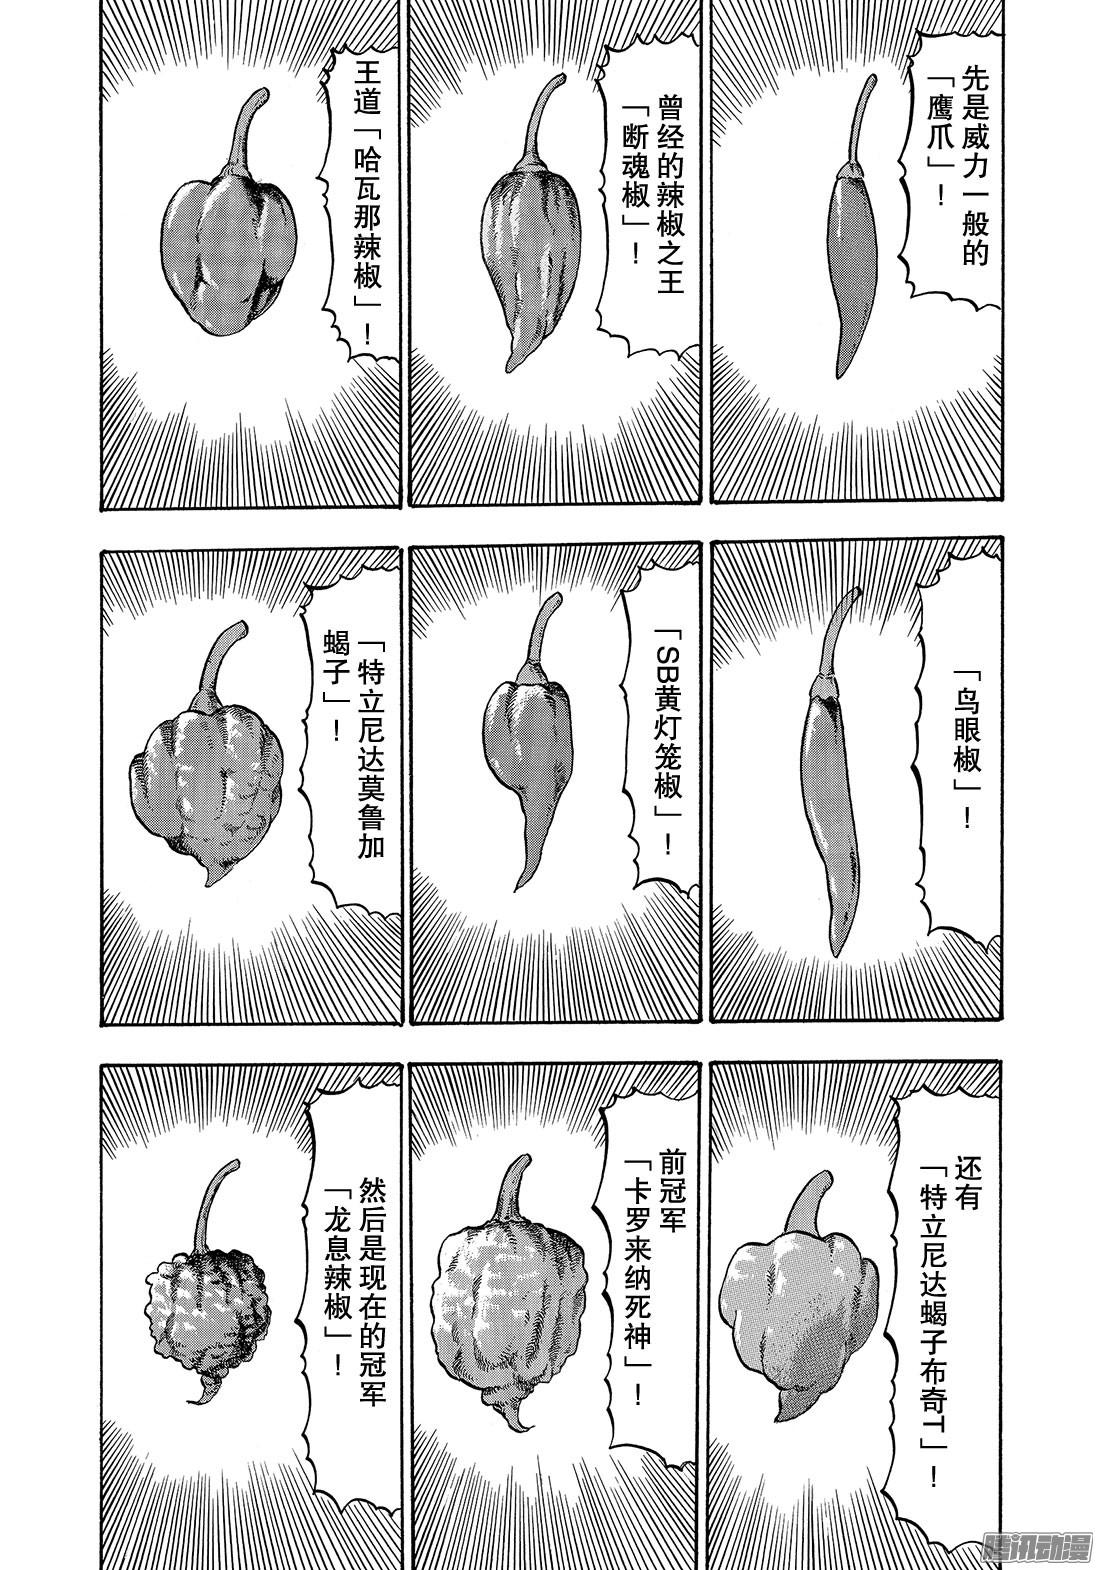 先是威力一般的
「鹰爪」！
曾经的辣椒之王
「断魂椒」！
王道「哈瓦那辣椒」！
「鸟眼椒」！
「SB黄灯笼椒」！
「特立尼达莫鲁加
蝎子」！
还有
「特立尼达蝎子布奇T」！
前冠军
「卡罗来纳死神」！
然后是现在的冠军
「龙息辣椒」！
腾讯动漫